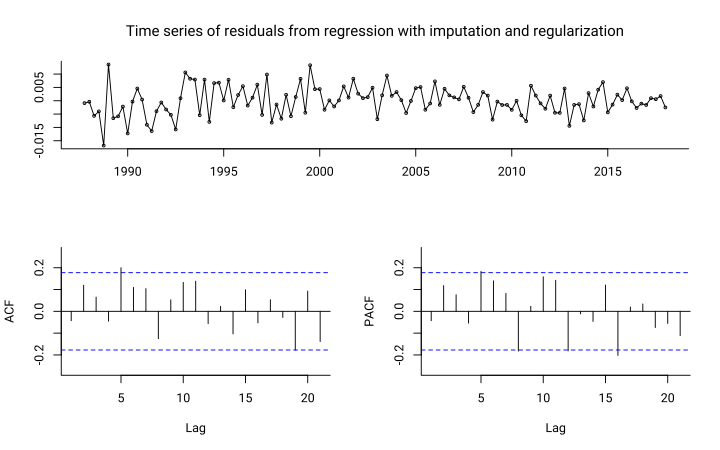 Time series of residuals from regression with imputation and regularization
0.005
-0.015
1990 1995 2000 2005 2010 2015
ACF
0.2
0.0
-0.2
5 10 15 20
Lag
PACF
0.2
0.0
-0.2
5 10 15 20
Lag